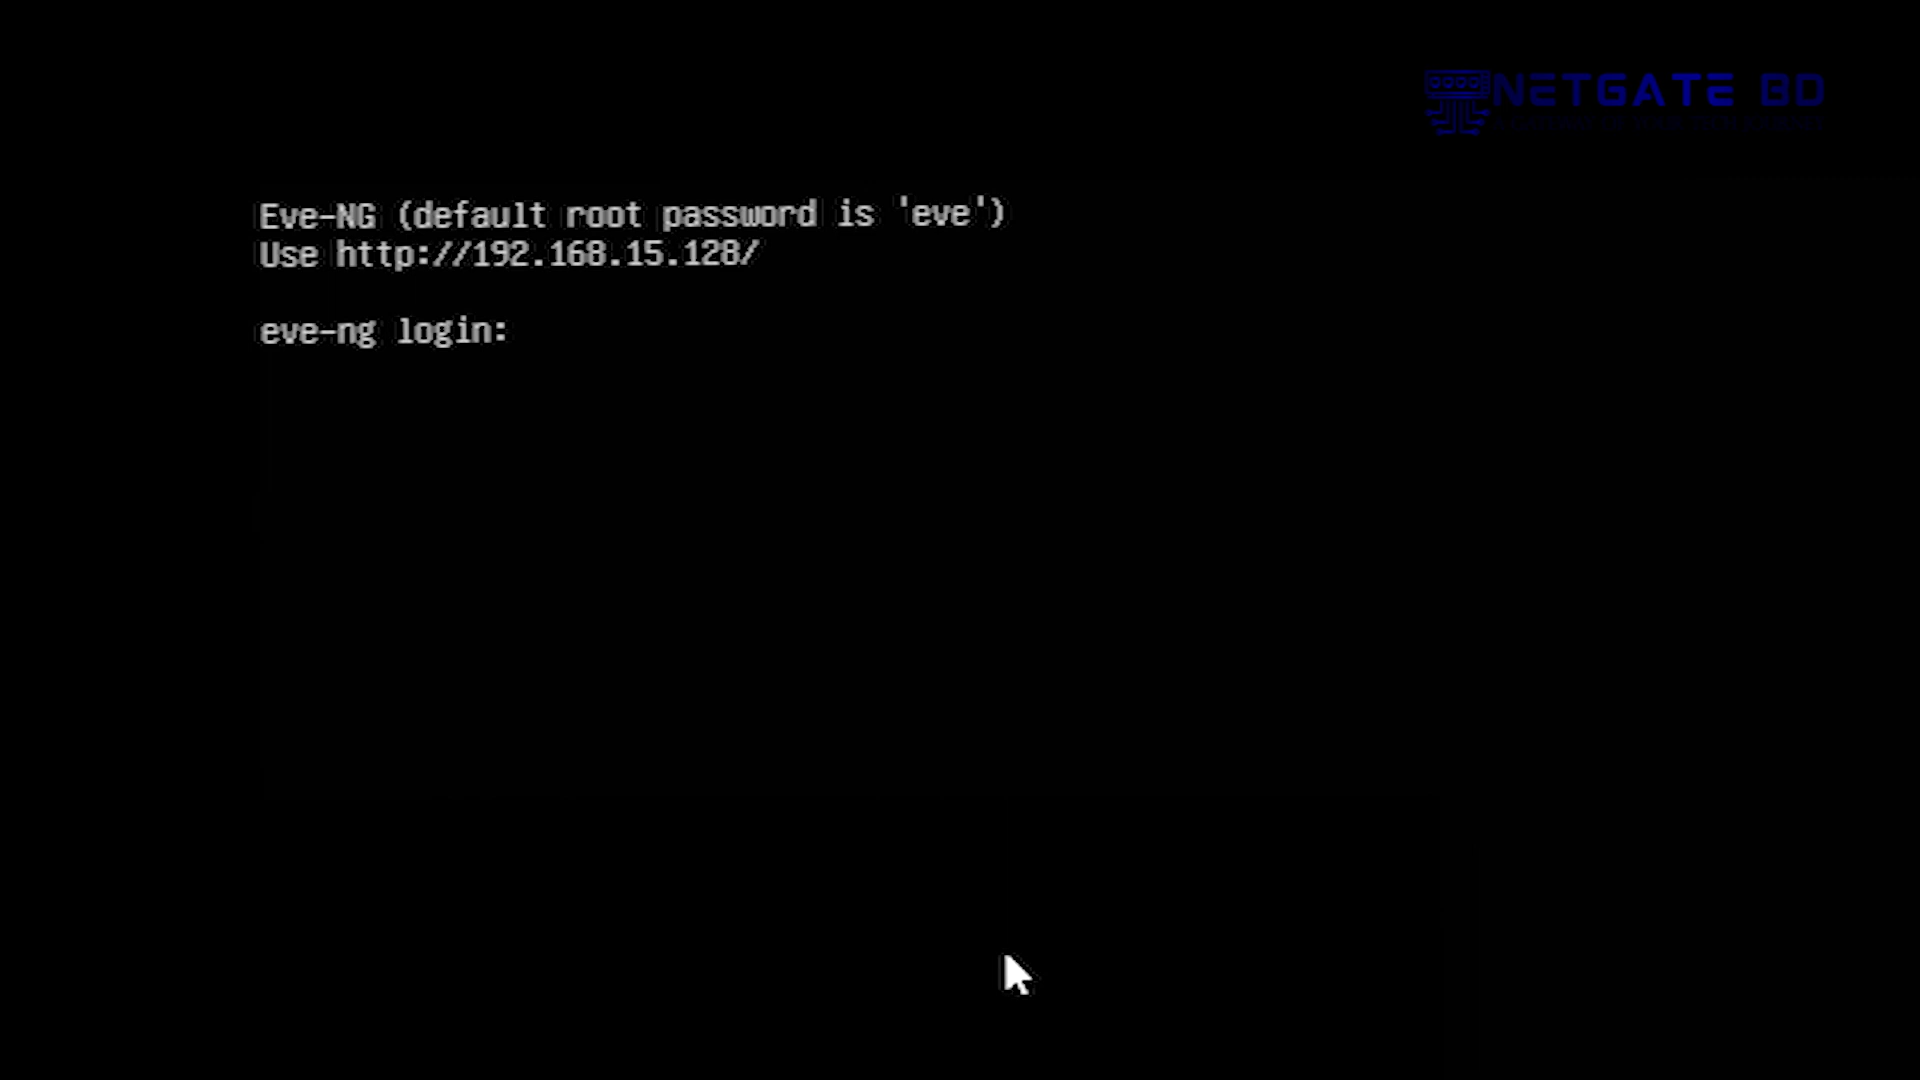 NETGATE BD
Eve-NG (default root password is 'eve')
Use http://192.168.15.128/
eve-ng login: